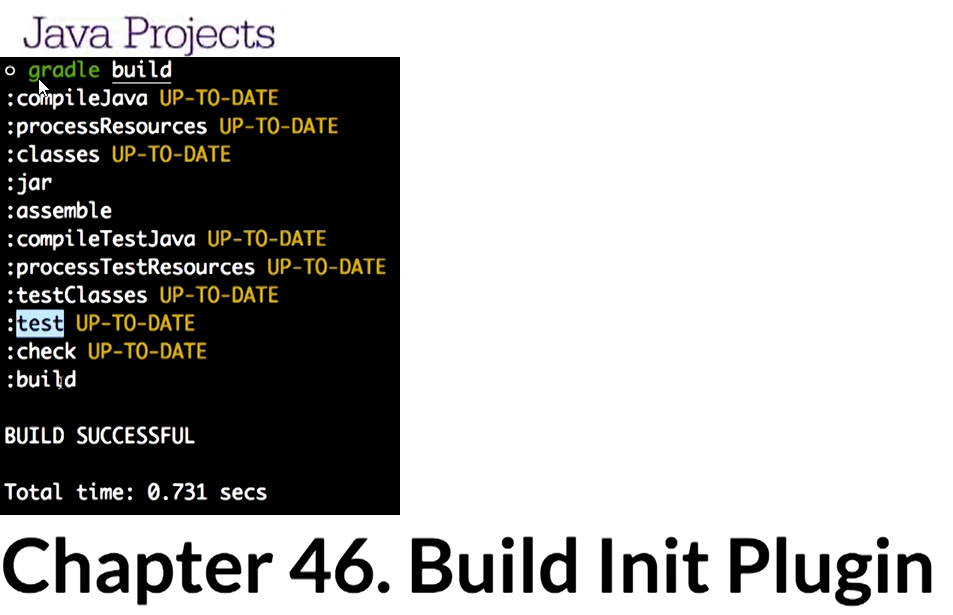 Java Projects
○ gradle build
:compileJava UP-TO-DATE
:processResources UP-TO-DATE
:classes UP-TO-DATE
:jar
:assemble
:compileTestJava UP-TO-DATE
:processTestResources UP-TO-DATE
:testClasses UP-TO-DATE
:test UP-TO-DATE
:check UP-TO-DATE
:build
BUILD SUCCESSFUL
Total time: 0.731 secs
Chapter 46. Build Init Plugin